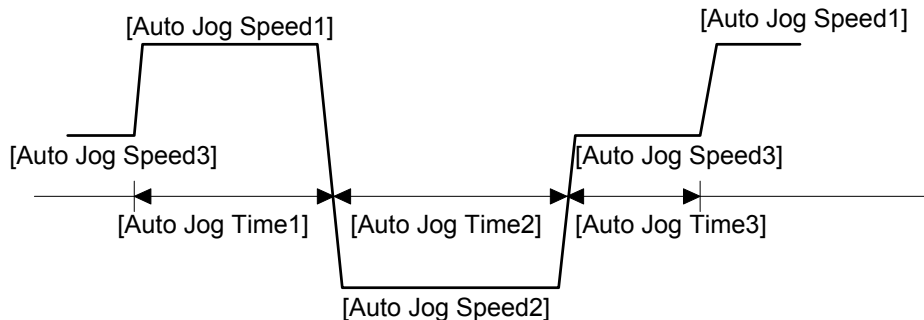 [Auto Jog Speed1]
[Auto Jog Speed1]
[Auto Jog Speed3]
[Auto Jog Speed3]
[Auto Jog Time1]
[Auto Jog Time2]
[Auto Jog Time3]
[Auto Jog Speed2]